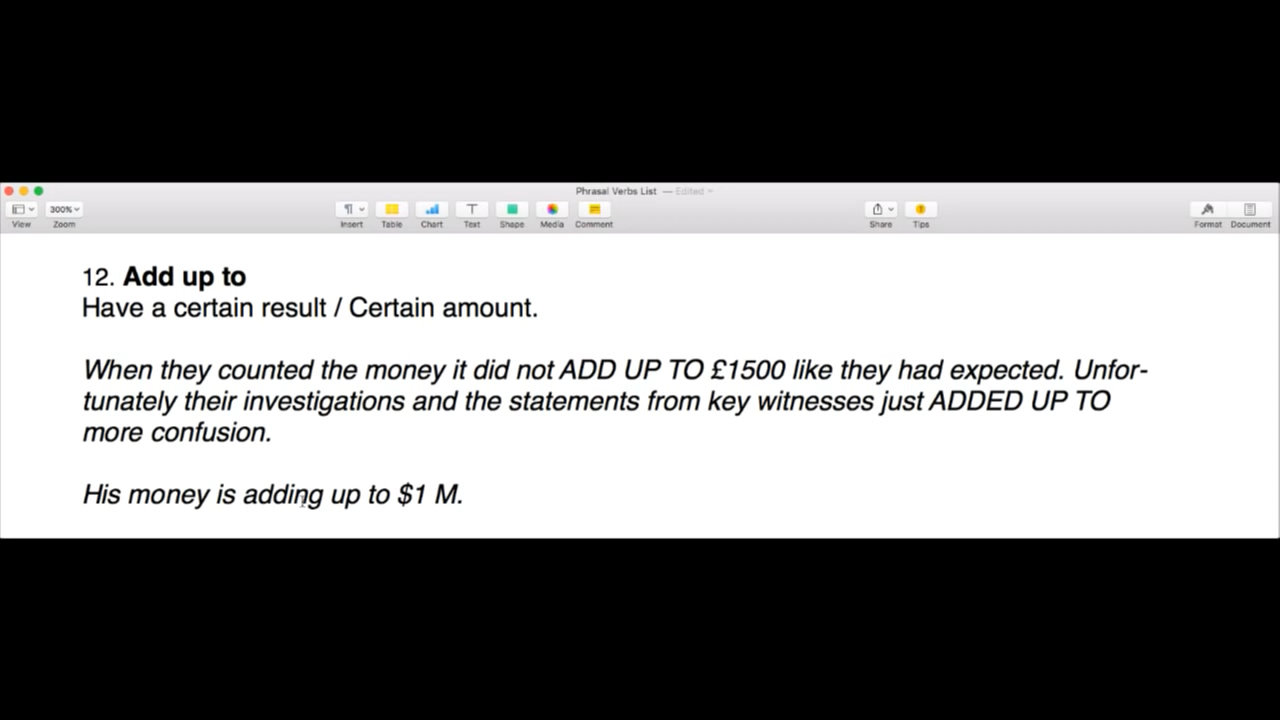 Phrasal Verbs List — Edited
300%
View Zoom Insert Table Chart Text Shape Media Comment Share Tips Format Document
12. Add up to
Have a certain result / Certain amount.
When they counted the money it did not ADD UP TO £1500 like they had expected. Unfor-
tunately their investigations and the statements from key witnesses just ADDED UP TO
more confusion.
His money is adding up to $1 M.